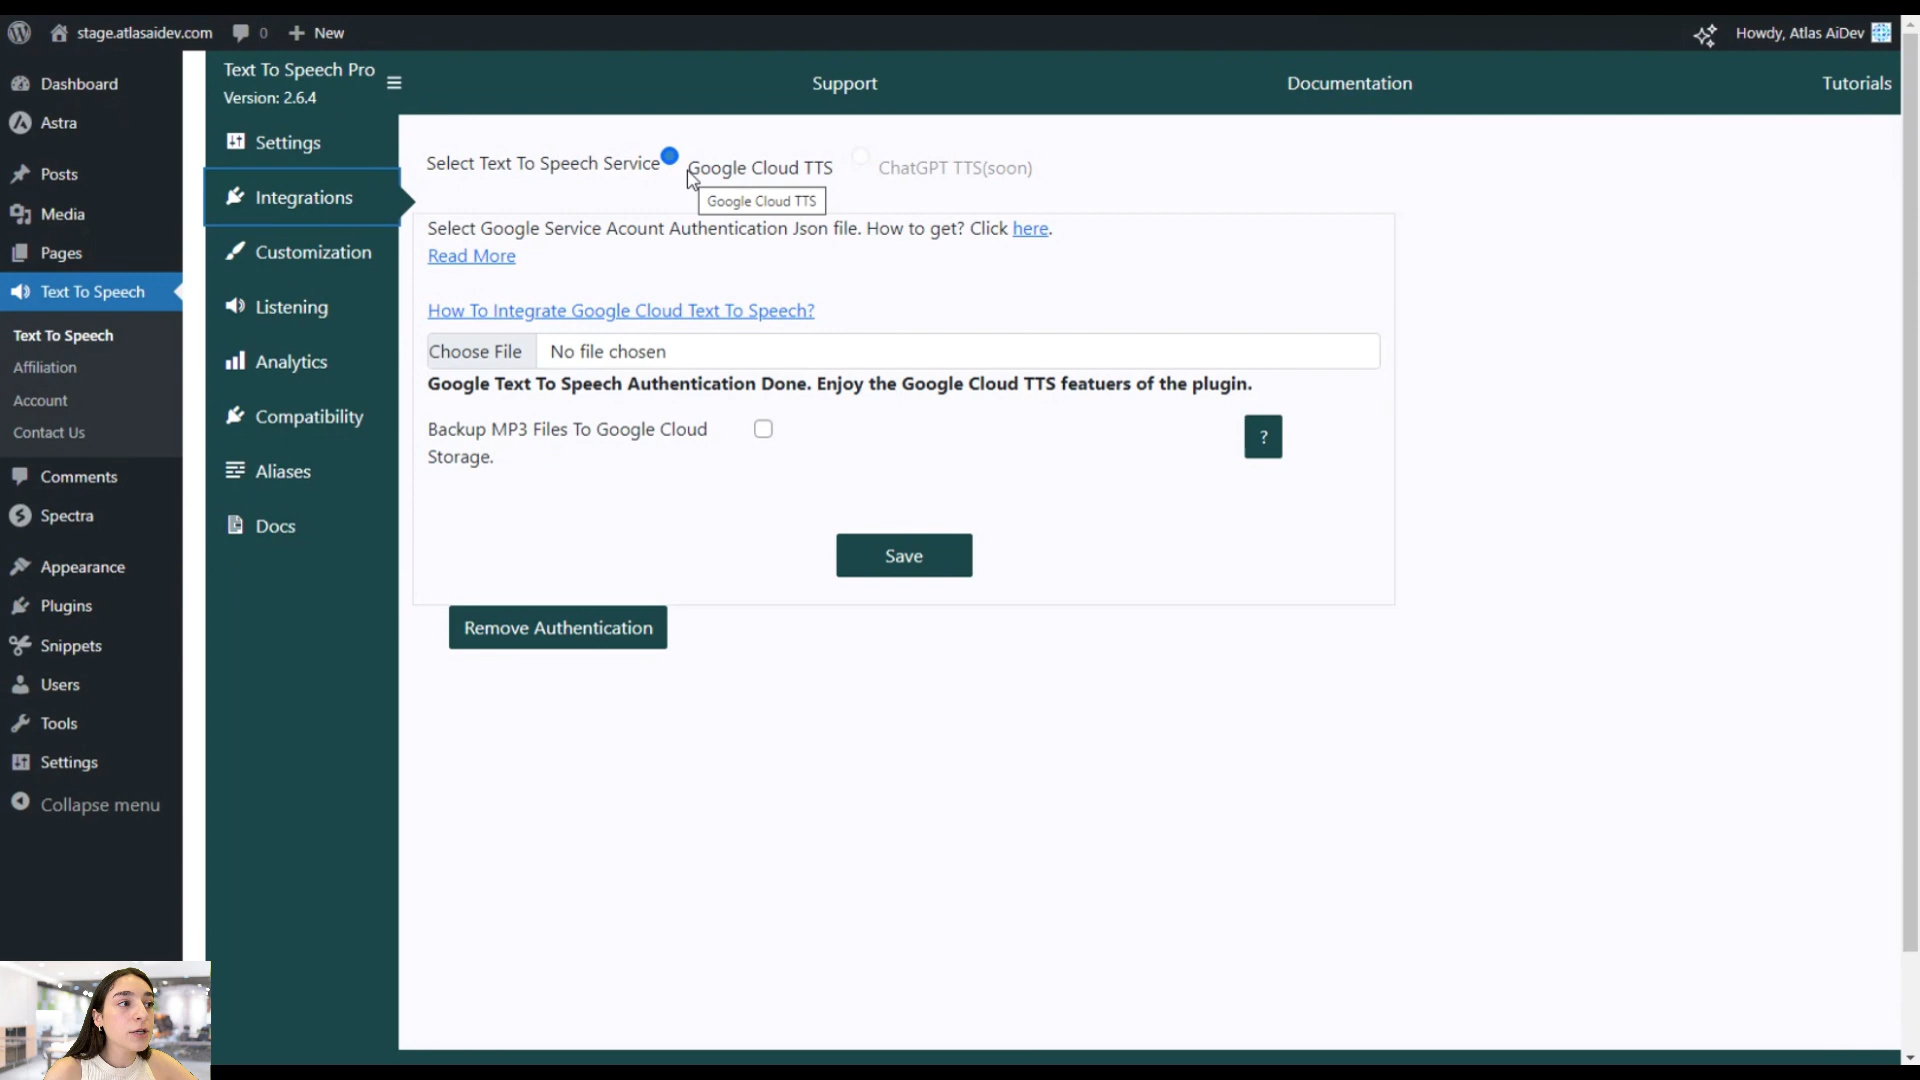 stage.atlasaidev.com
0
New
Howdy, Atlas AiDev
Dashboard
Astra
Posts
Media
Pages
Text To Speech
Text To Speech
Affiliation
Account
Contact Us
Comments
Spectra
Appearance
Plugins
Snippets
Users
Tools
Settings
Collapse menu
Text To Speech Pro
Version: 2.6.4
Support
Documentation
Tutorials
Settings
Integrations
Customization
Listening
Analytics
Compatibility
Aliases
Docs
Select Text To Speech Service
Google Cloud TTS
ChatGPT TTS(soon)
Google Cloud TTS
Select Google Service Acount Authentication Json file. How to get? Click here.
Read More
How To Integrate Google Cloud Text To Speech?
Choose File
No file chosen
Google Text To Speech Authentication Done. Enjoy the Google Cloud TTS featuers of the plugin.
Backup MP3 Files To Google Cloud
Storage.
?
Save
Remove Authentication